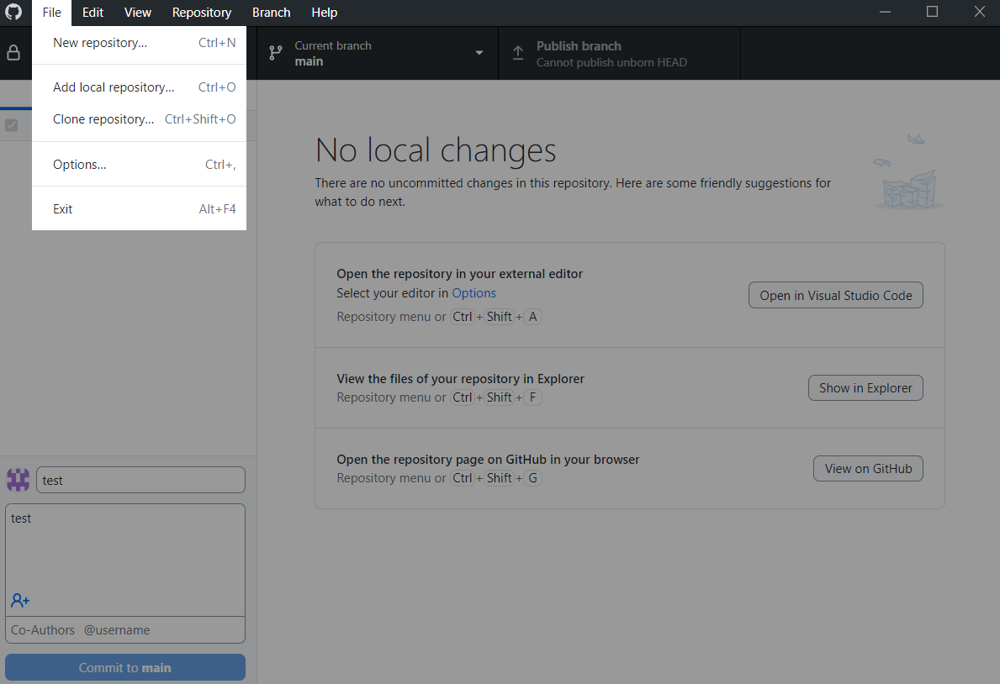 File Edit View Repository Branch Help
New repository... Ctrl+N
Add local repository... Ctrl+O
Clone repository... Ctrl+Shift+O
Options... Ctrl+,
Exit Alt+F4
Current branch
main
Publish branch
Cannot publish unborn HEAD
No local changes
There are no uncommitted changes in this repository. Here are some friendly suggestions for
what to do next.
Open the repository in your external editor
Select your editor in Options
Repository menu or Ctrl + Shift + A
Open in Visual Studio Code
View the files of your repository in Explorer
Repository menu or Ctrl + Shift + F
Show in Explorer
Open the repository page on GitHub in your browser
Repository menu or Ctrl + Shift + G
View on GitHub
test
test
Co-Authors @username
Commit to main